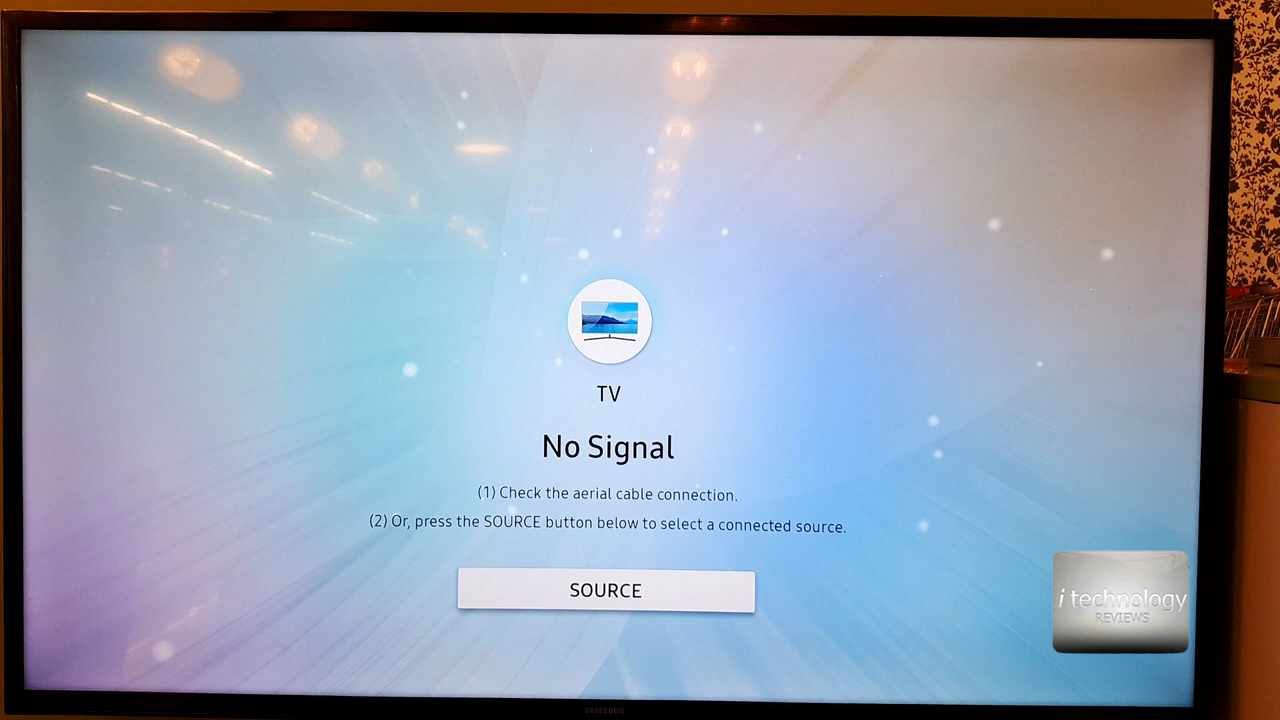 TV
No Signal
(1) Check the aerial cable connection.
(2) Or, press the SOURCE button below to select a connected source.
SOURCE
i technology
REVIEWS
SAMSUNG